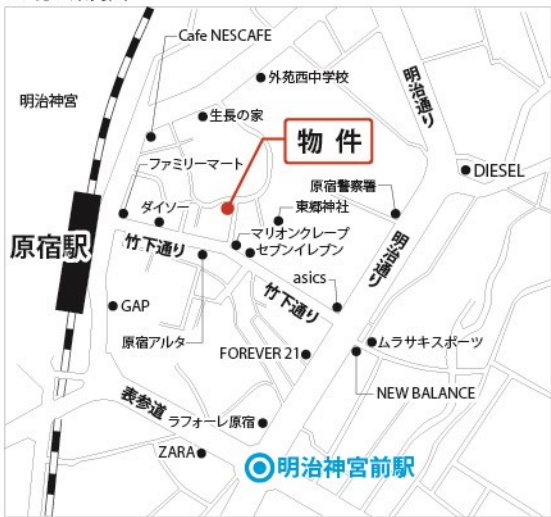 Cafe NESCAFE
外苑西中学校
明治通り
明治神宮
生長の家
物件
ファミリーマート
DIESEL
原宿警察署
ダイソー
東郷神社
原宿駅
竹下通り
マリオンクレープ
セブンイレブン
明治通り
asics
竹下通り
GAP
原宿アルタ
FOREVER 21
ムラサキスポーツ
NEW BALANCE
表参道
ラフォーレ原宿
ZARA
明治神宮前駅